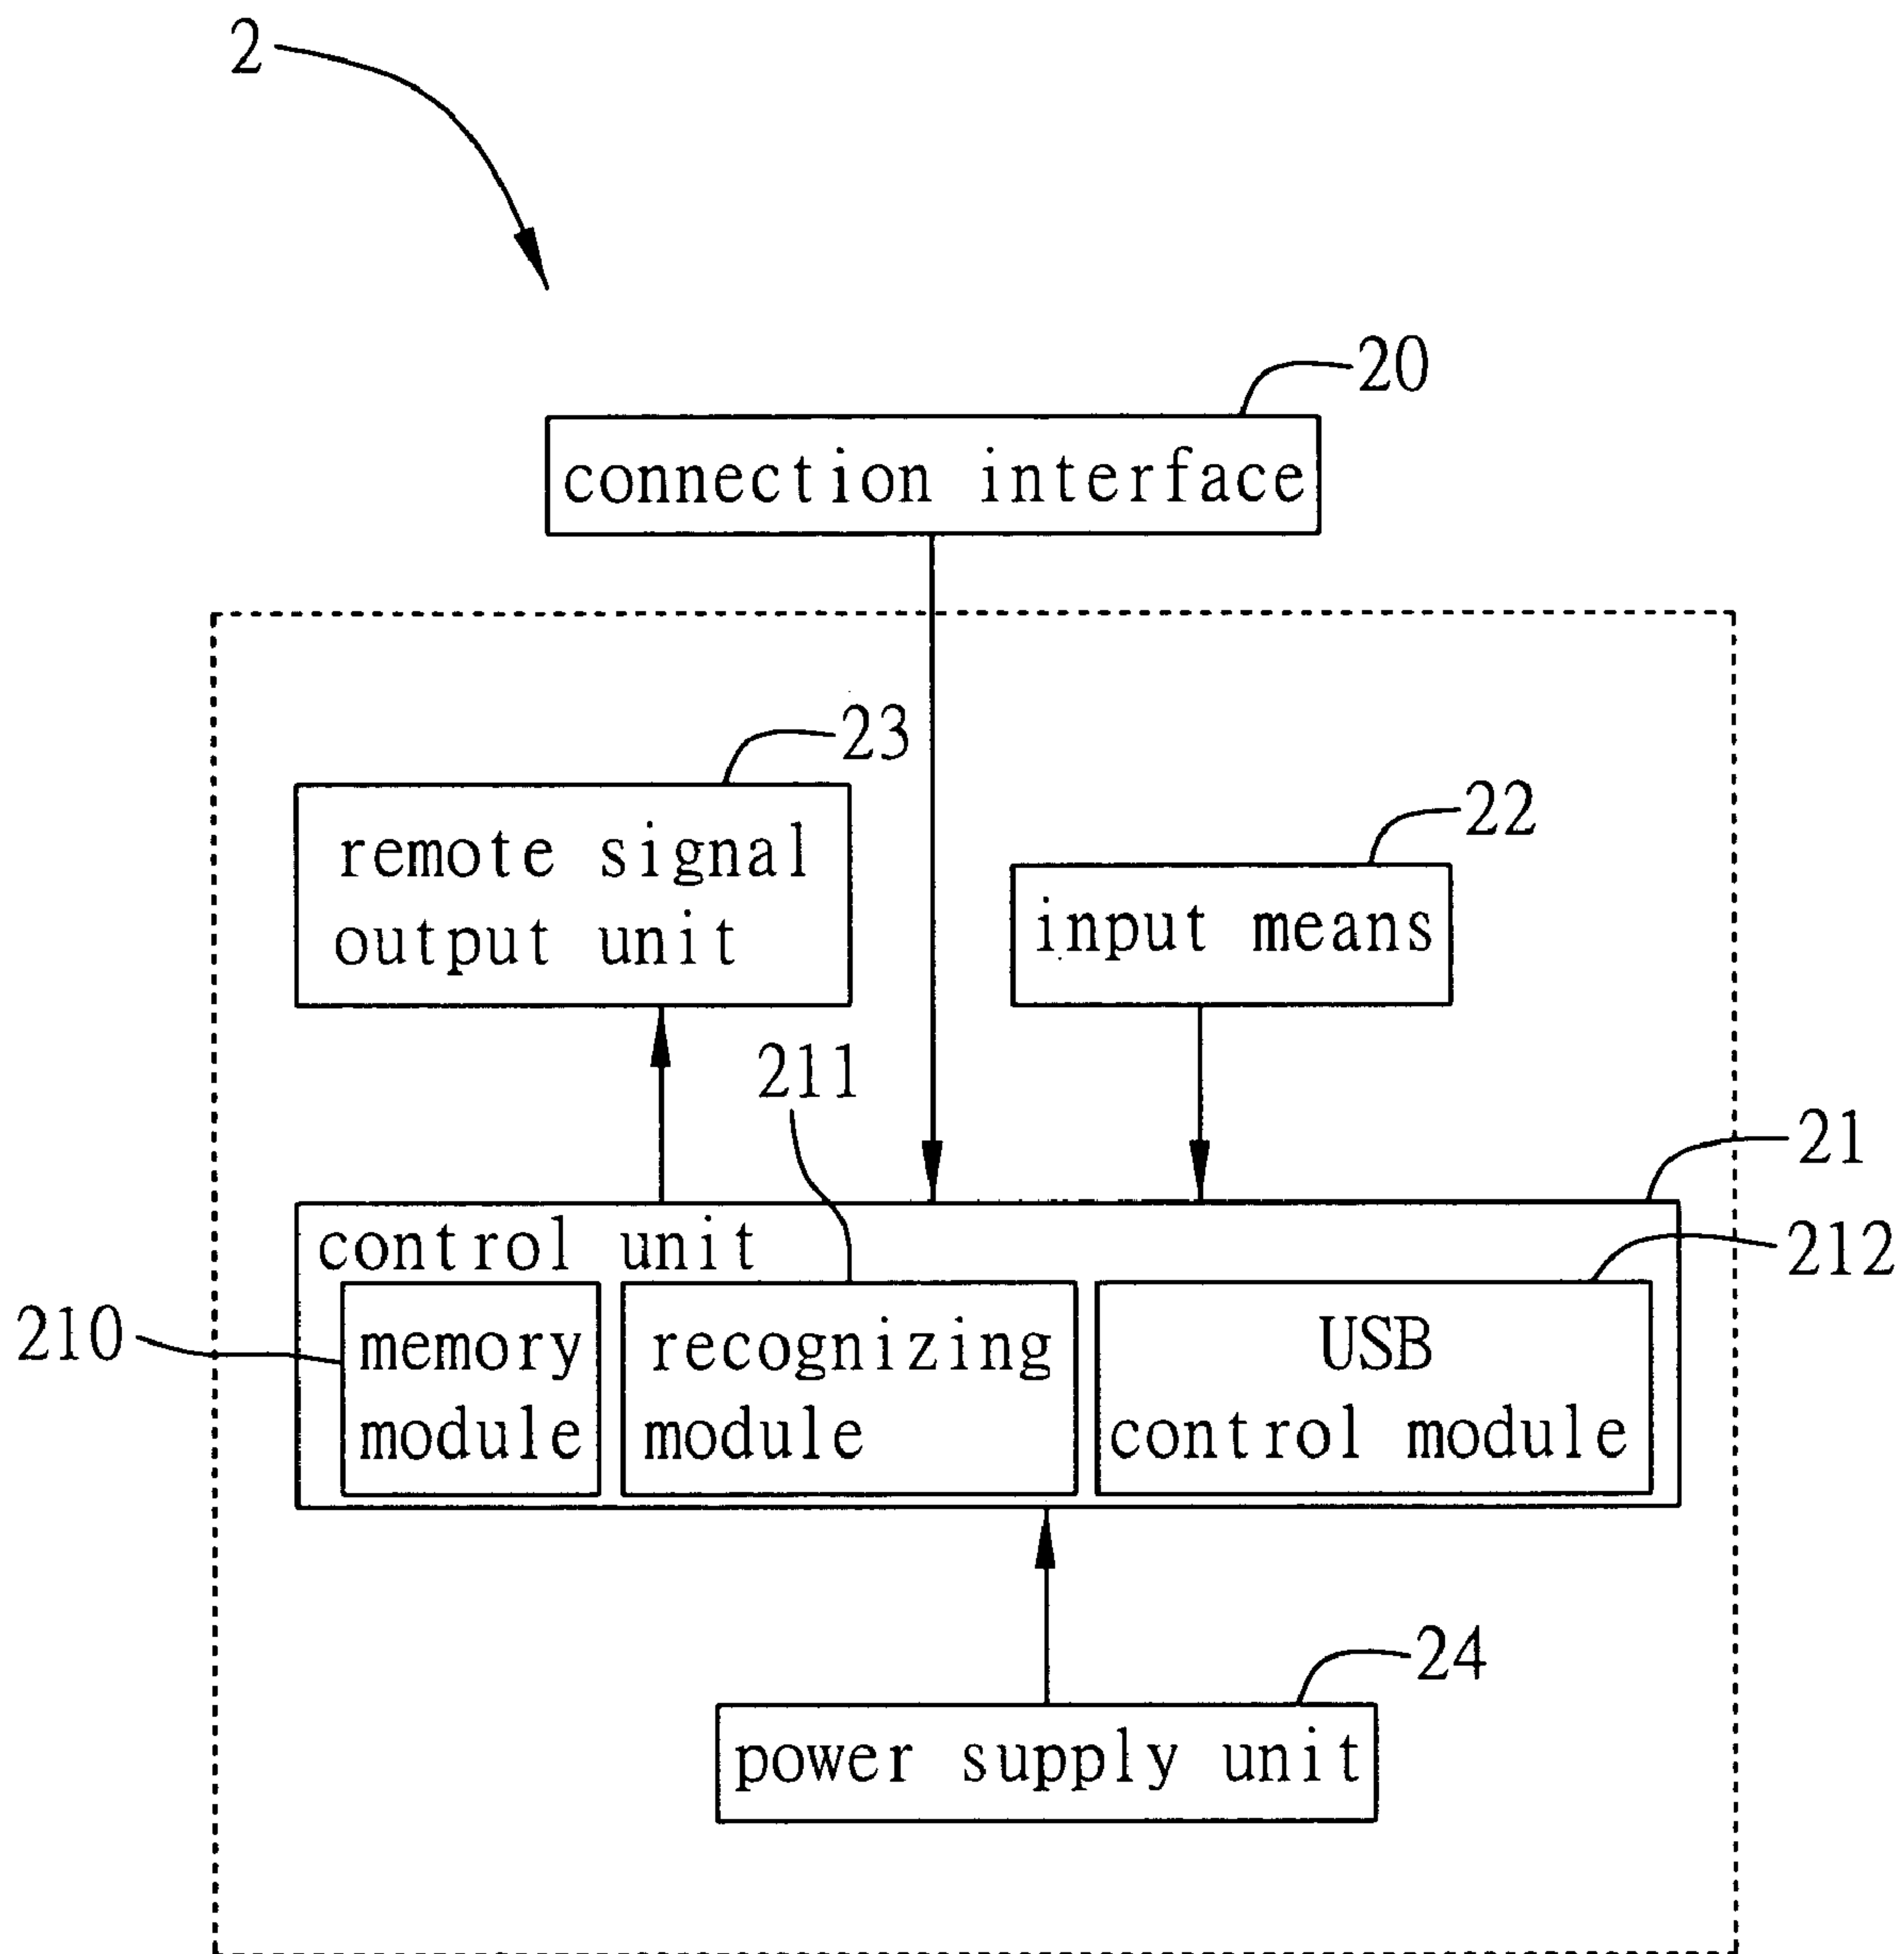 2
20
connection interface
23
remote signal
output unit
22
input means
211
21
control unit
212
210
memory
module
recognizing
module
USB
control module
24
power supply unit